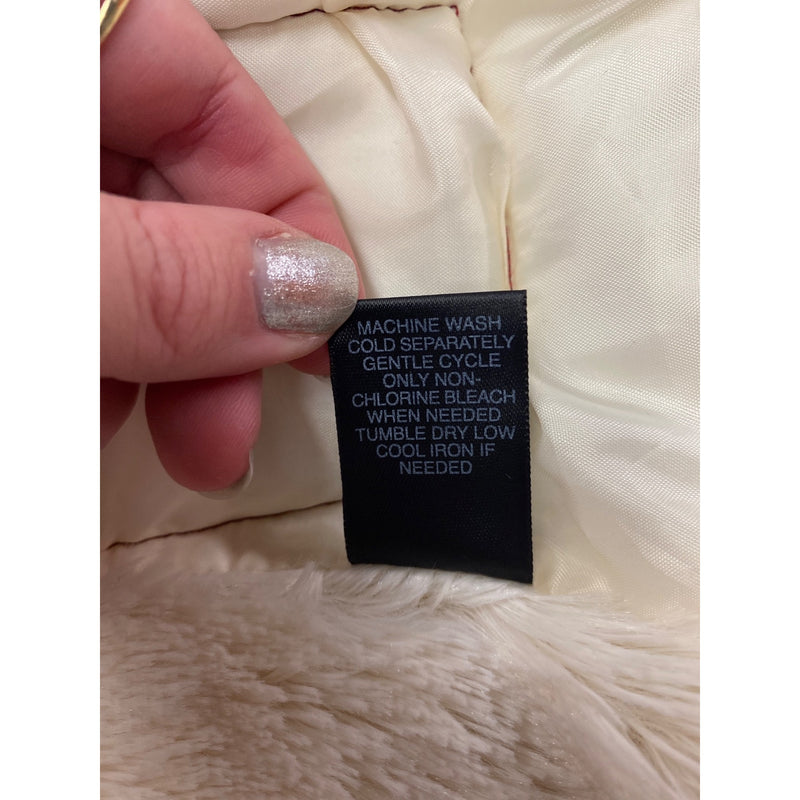 MACHINE WASH
COLD SEPARATELY
GENTLE CYCLE
ONLY NON-
CHLORINE BLEACH
WHEN NEEDED
TUMBLE DRY LOW
COOL IRON IF
NEEDED